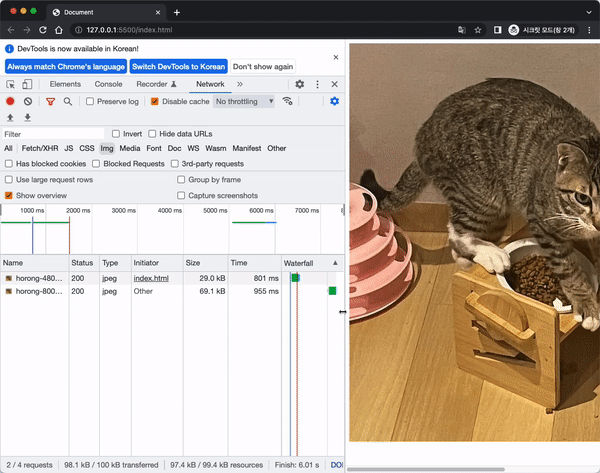 Document
127.0.0.1:5500/index.html
시크릿 모드(창 2개)
DevTools is now available in Korean!
Always match Chrome's language Switch DevTools to Korean Don't show again
Elements Console Recorder Network
Preserve log Disable cache No throttling
Filter Invert Hide data URLs
All Fetch/XHR JS CSS Img Media Font Doc WS Wasm Manifest Other
Has blocked cookies Blocked Requests 3rd-party requests
Use large request rows Group by frame
Show overview Capture screenshots
1000 ms 2000 ms 3000 ms 4000 ms 5000 ms 6000 ms 7000 ms
Name Status Type Initiator Size Time Waterfall
horong-480... 200 jpeg index.html 29.0 kB 801 ms
horong-800... 200 jpeg Other 69.1 kB 955 ms
2 / 4 requests 98.1 kB / 100 kB transferred 97.4 kB / 99.4 kB resources Finish: 6.01 s DOI